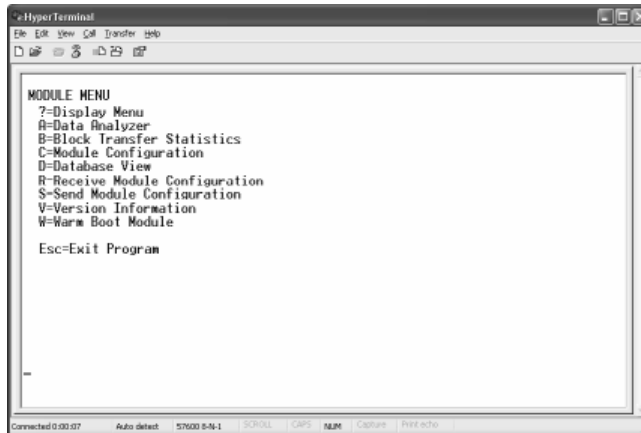 HyperTerminal
File Edit View Call Transfer Help
MODULE MENU
?=Display Menu
A=Data Analyzer
B=Block Transfer Statistics
C=Module Configuration
D=Database View
R=Receive Module Configuration
S=Send Module Configuration
V=Version Information
W=Warm Boot Module
Esc=Exit Program
Connected 0:00:07 Auto detect 57600 8-N-1 SCROLL CAPS NUM Capture Print echo